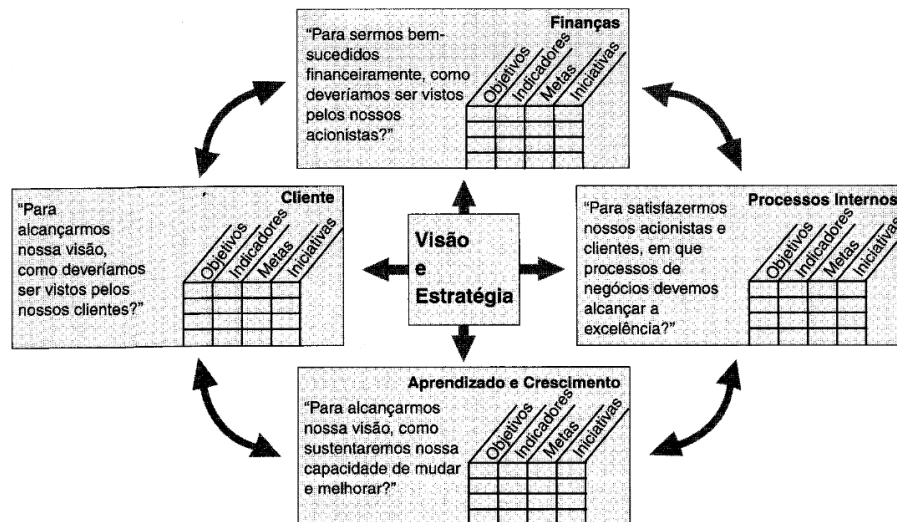 Finanças
“Para sermos bem-
sucedidos
financeiramente, como
deveríamos ser vistos
pelos nossos
acionistas?”
Objetivos
Indicadores
Metas
Iniciativas
Cliente
“Para
alcançarmos
nossa visão,
como deveríamos
ser vistos pelos
nossos clientes?”
Objetivos
Indicadores
Metas
Iniciativas
Visão
e
Estratégia
Processos Internos
“Para satisfazermos
nossos acionistas e
clientes, em que
processos de
negócios devemos
alcançar a
excelência?”
Objetivos
Indicadores
Metas
Iniciativas
Aprendizado e Crescimento
“Para alcançarmos
nossa visão, como
sustentaremos nossa
capacidade de mudar
e melhorar?”
Objetivos
Indicadores
Metas
Iniciativas